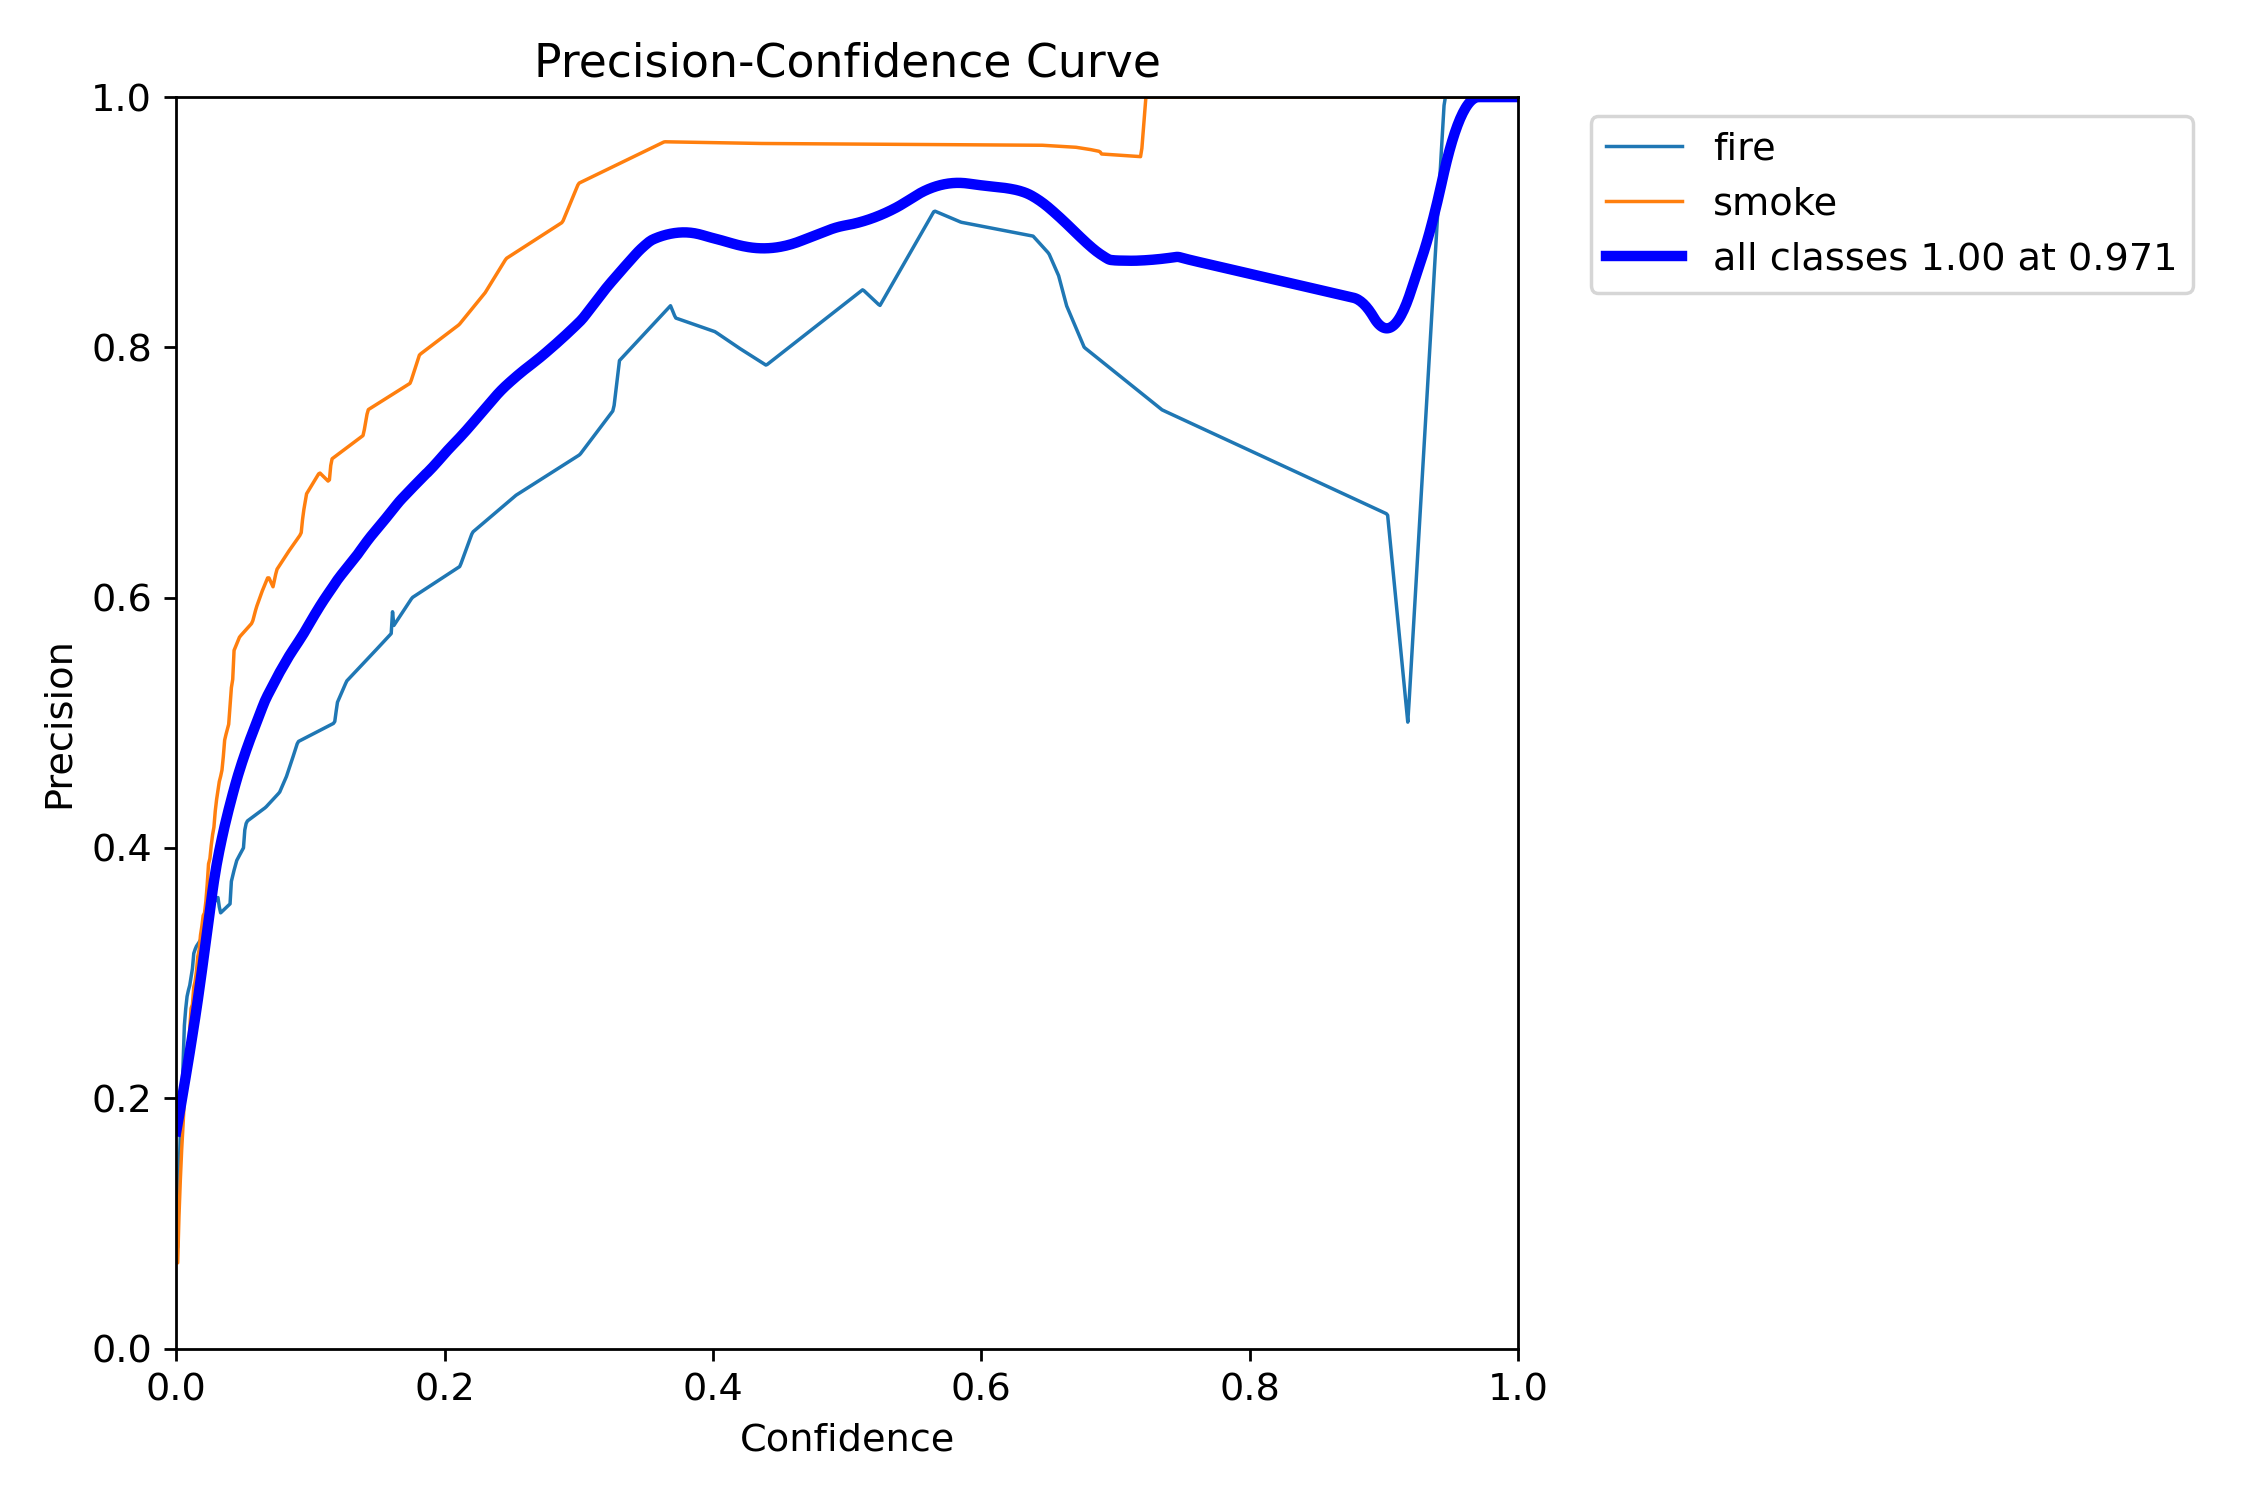 Precision-Confidence Curve
1.0
0.8
0.6
0.4
0.2
0.0
Precision
0.0 0.2 0.4 0.6 0.8 1.0
Confidence
fire
smoke
all classes 1.00 at 0.971